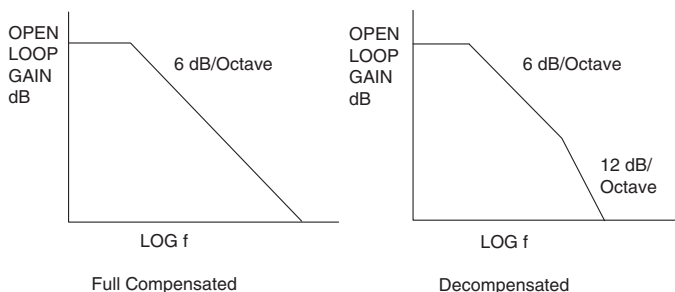 OPEN
LOOP
GAIN
dB
6 dB/Octave
LOG f
Full Compensated
OPEN
LOOP
GAIN
dB
6 dB/Octave
12 dB/
Octave
LOG f
Decompensated